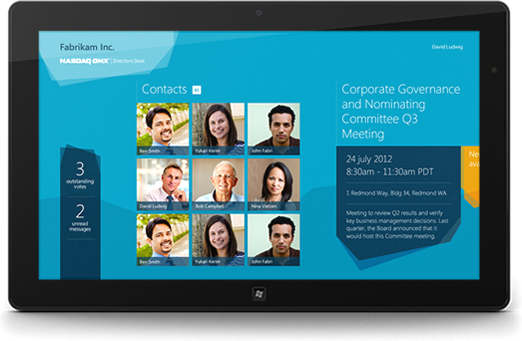 Fabrikam Inc.
David Ludwig
NASDAQ OMX | Directors Desk
Contacts
Corporate Governance
and Nominating
Committee Q3
Meeting
3
outstanding
votes
2
unread
messages
Ben Smith
Yukari Kerim
John Fabri
David Ludwig
Bob Campbell
Nina Vietzen
Ben Smith
Yukari Kerim
John Fabri
24 july 2012
8:30am - 11:30am PDT
1 Redmond Way, Bldg 34, Redmond WA
Meeting to review Q2 results and verify
key business management decisions. Last
quarter, the Board announced that it
would host this Committee meeting.